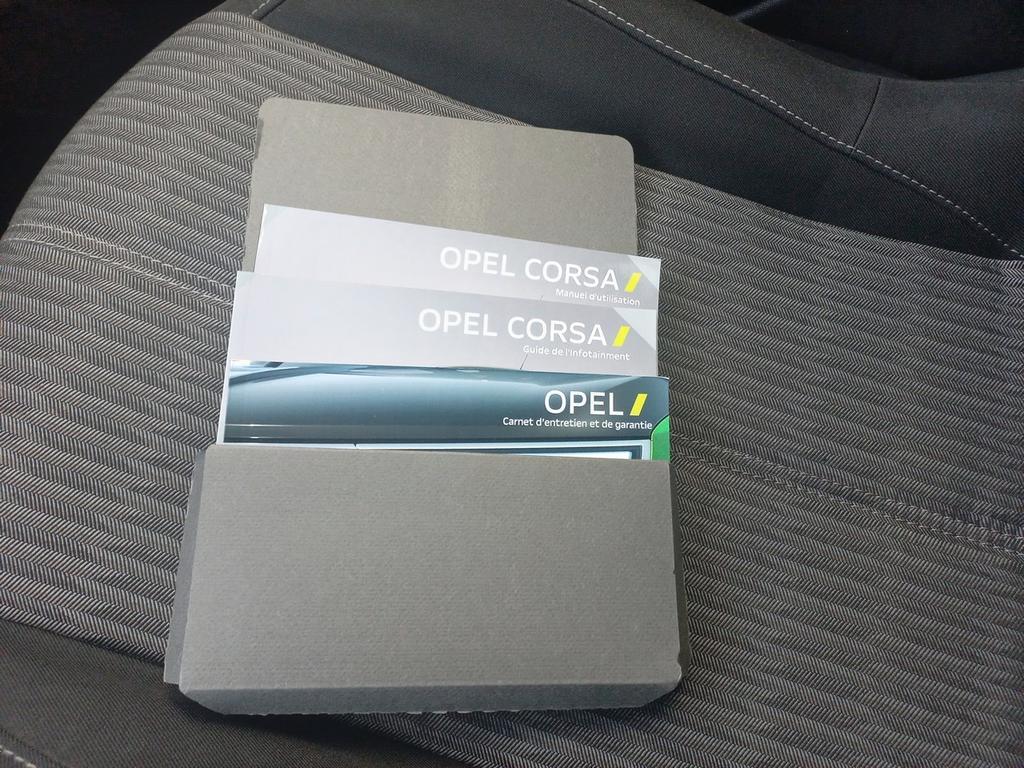 OPEL CORSA
Manuel d'utilisation
OPEL CORSA
Guide de l'Infotainment
OPEL
Carnet d'entretien et de garantie